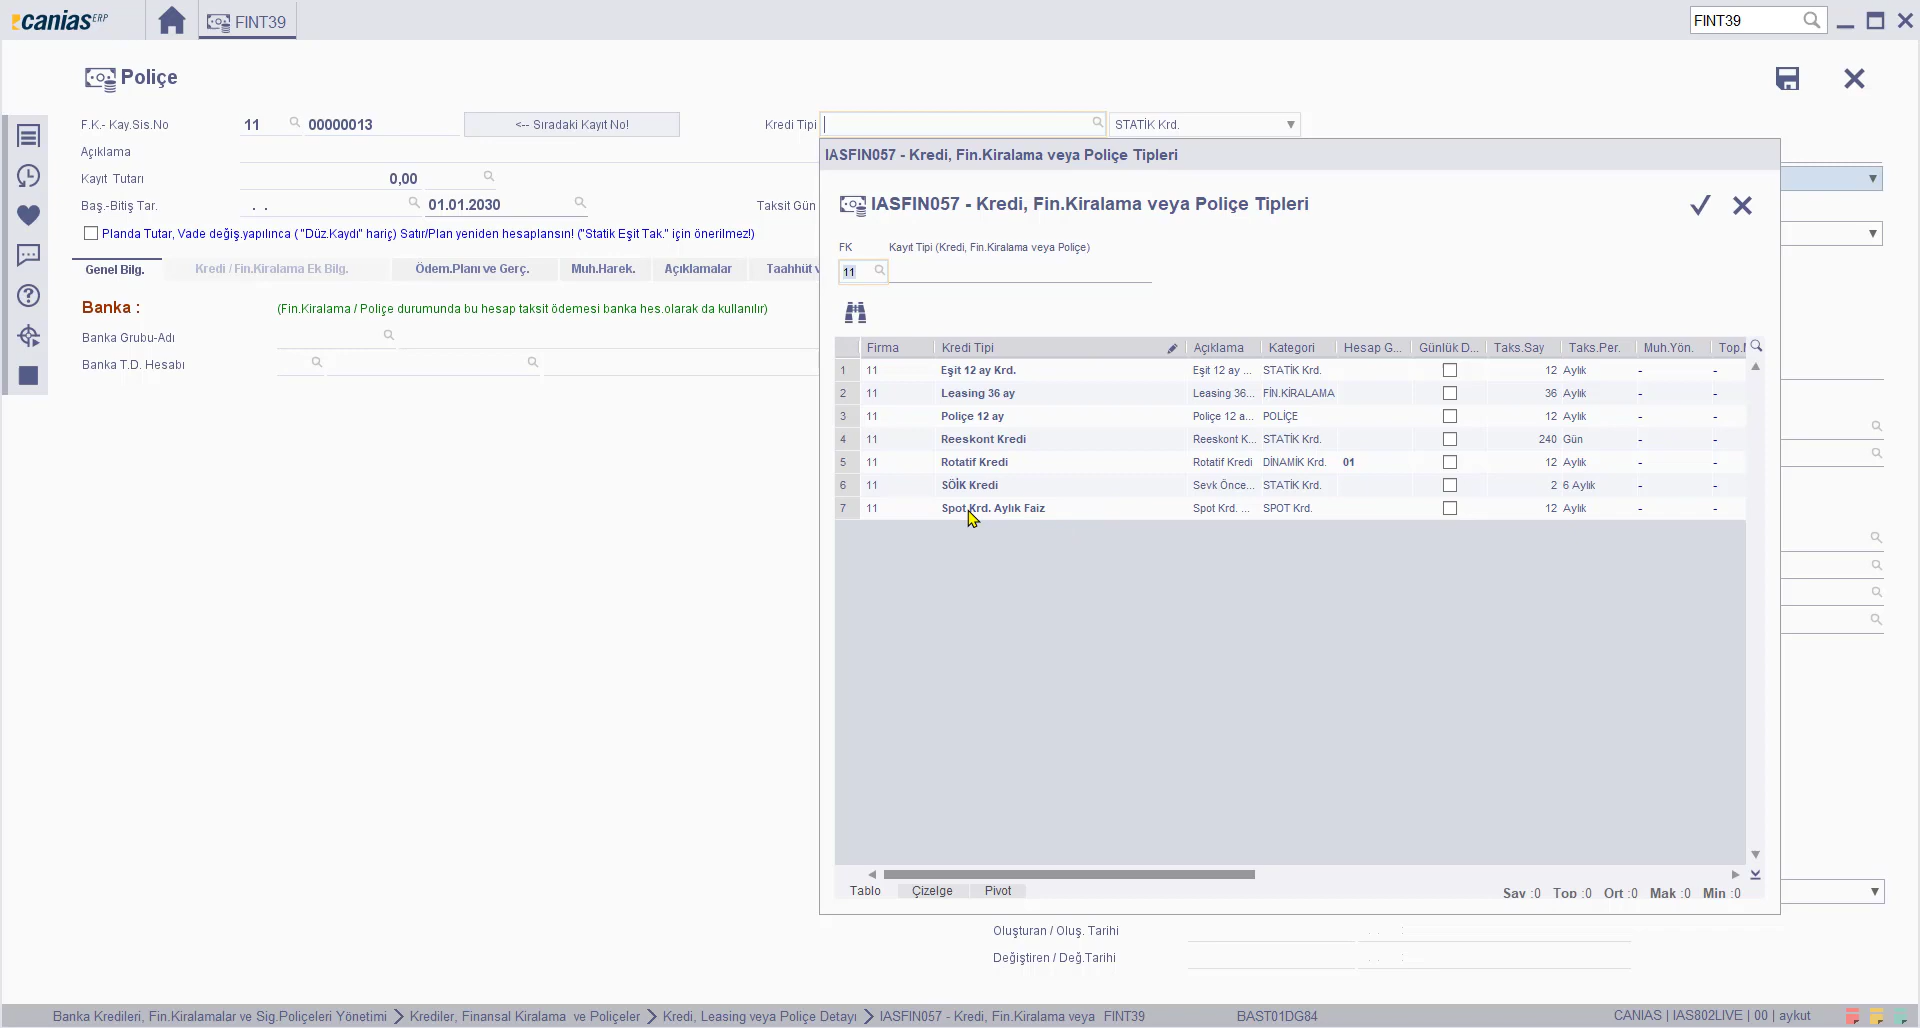 canias ERP
FINT39
FINT39
Poliçe
F.K.- Kay.Sis.No 11 00000013 <-- Sıradaki Kayıt No! Kredi Tipi STATİK Krd.
Açıklama
Kayıt Tutarı 0,00
Baş.-Bitiş Tar. . . 01.01.2030 Taksit Gün
Planda Tutar, Vade değiş.yapılınca ( "Düz.Kaydı" hariç) Satır/Plan yeniden hesaplansın! ("Statik Eşit Tak." için önerilmez!)
Genel Bilg. Kredi / Fin.Kiralama Ek Bilg. Ödem.Planı ve Gerç. Muh.Harek. Açıklamalar Taahhüt v
Banka : (Fin.Kiralama / Poliçe durumunda bu hesap taksit ödemesi banka hes.olarak da kullanılır)
Banka Grubu-Adı
Banka T.D. Hesabı
IASFIN057 - Kredi, Fin.Kiralama veya Poliçe Tipleri
IASFIN057 - Kredi, Fin.Kiralama veya Poliçe Tipleri
FK Kayıt Tipi (Kredi, Fin.Kiralama veya Poliçe)
11
Firma Kredi Tipi Açıklama Kategori Hesap G... Günlük D... Taks.Say Taks.Per. Muh.Yön.
1 11 Eşit 12 ay Krd. Eşit 12 ay ... STATİK Krd. 12 Aylık - -
2 11 Leasing 36 ay Leasing 36... FİN.KİRALAMA 36 Aylık - -
3 11 Poliçe 12 ay Poliçe 12 a... POLİÇE 12 Aylık - -
4 11 Reeskont Kredi Reeskont K... STATİK Krd. 240 Gün - -
5 11 Rotatif Kredi Rotatif Kredi DİNAMİK Krd. 01 12 Aylık - -
6 11 SÖİK Kredi Sevk Önce... STATİK Krd. 2 6 Aylık - -
7 11 Spot Krd. Aylık Faiz Spot Krd. ... SPOT Krd. 12 Aylık - -
Tablo Çizelge Pivot
Say :0 Top :0 Ort :0 Mak :0 Min :0
Oluşturan / Oluş. Tarihi . . :
Değiştiren / Değ.Tarihi . . :
Banka Kredileri, Fin.Kiralamalar ve Sig.Poliçeleri Yönetimi Krediler, Finansal Kiralama ve Poliçeler Kredi, Leasing veya Poliçe Detayı IASFIN057 - Kredi, Fin.Kiralama veya FINT39 BAST01DG84 CANIAS | IAS802LIVE | 00 | aykut